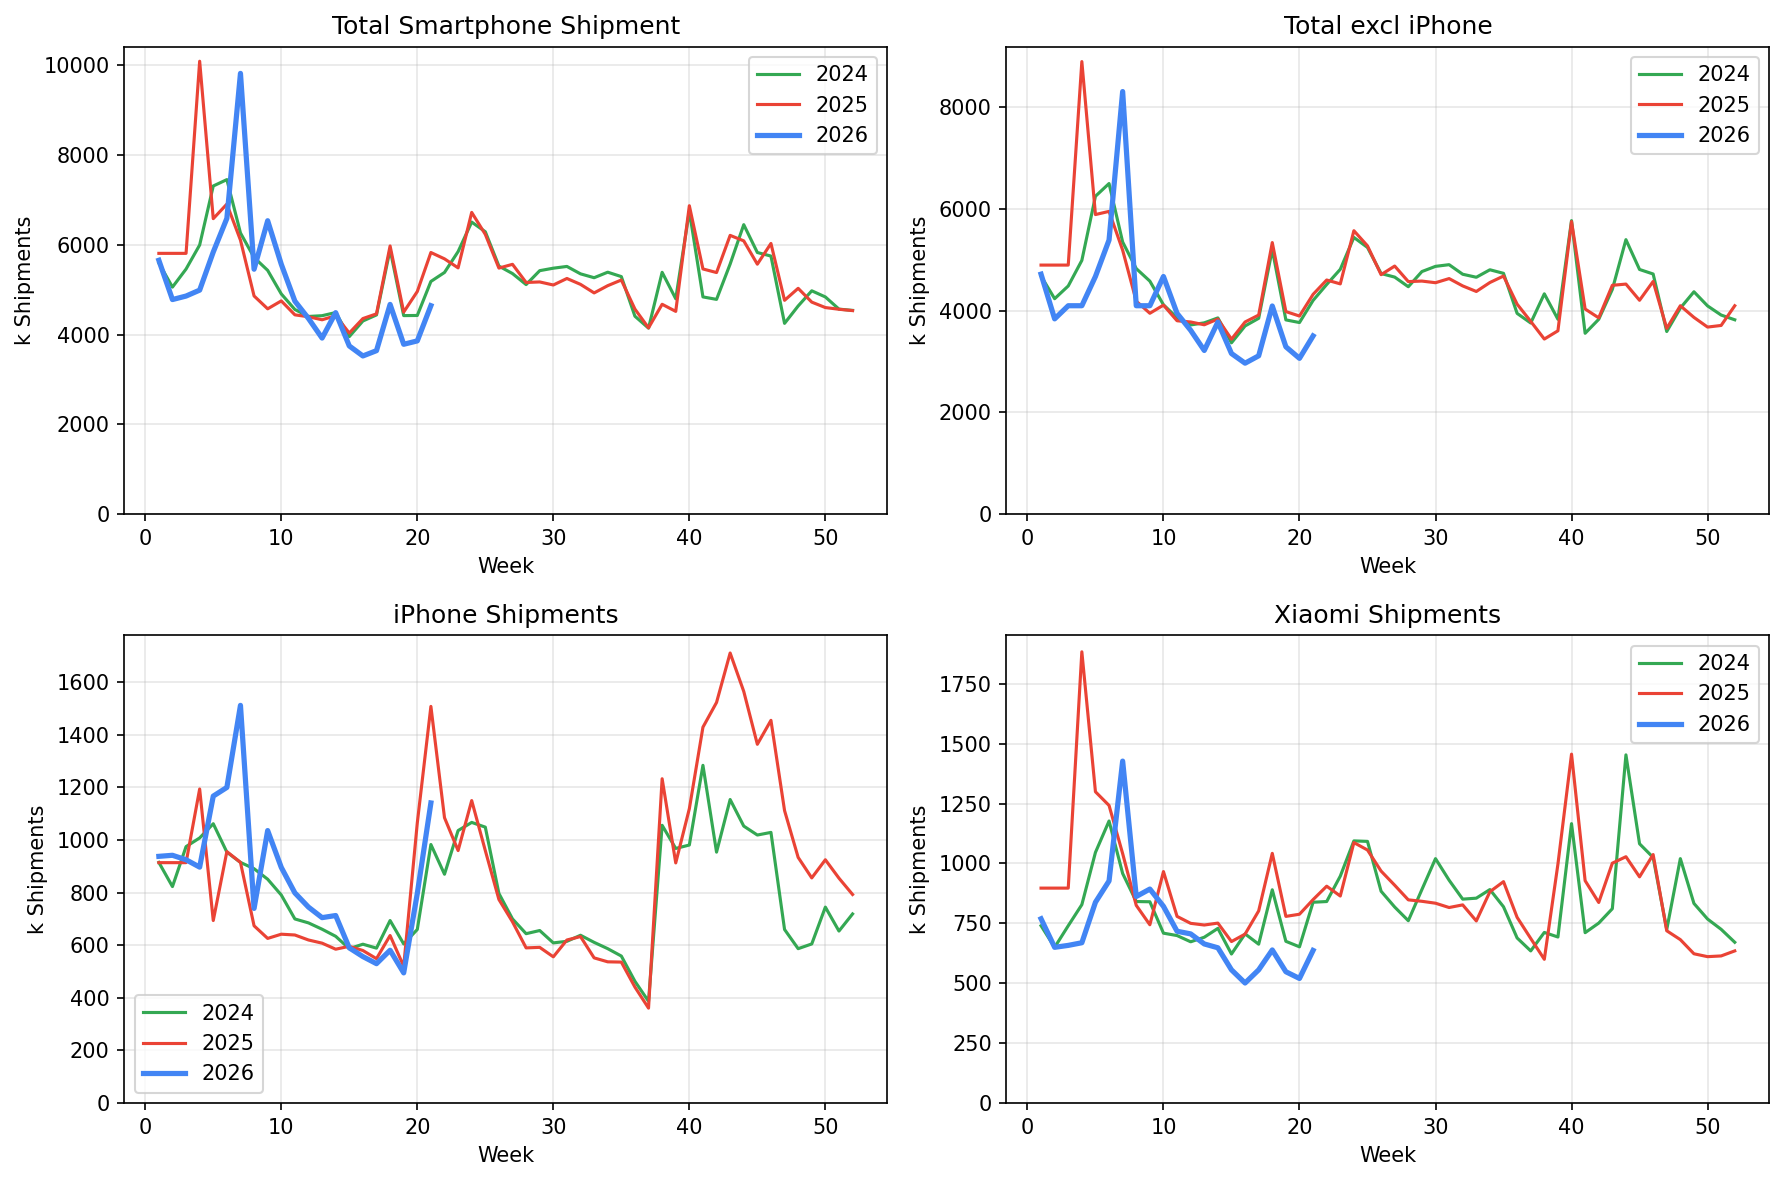 Total Smartphone Shipment
k Shipments
10000
8000
6000
4000
2000
0
2024
2025
2026
0 10 20 30 40 50
Week
Total excl iPhone
k Shipments
8000
6000
4000
2000
0
2024
2025
2026
0 10 20 30 40 50
Week
iPhone Shipments
k Shipments
1600
1400
1200
1000
800
600
400
200
0
2024
2025
2026
0 10 20 30 40 50
Week
Xiaomi Shipments
k Shipments
1750
1500
1250
1000
750
500
250
0
2024
2025
2026
0 10 20 30 40 50
Week